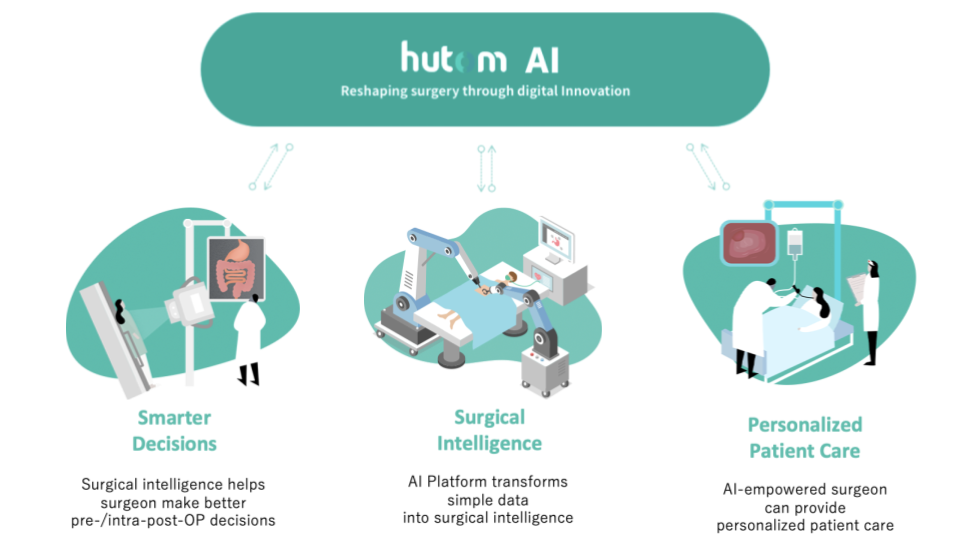 hutom AI
Reshaping surgery through digital Innovation
Smarter
Decisions
Surgical intelligence helps
surgeon make better
pre-/intra-post-OP decisions
Surgical
Intelligence
AI Platform transforms
simple data
into surgical intelligence
Personalized
Patient Care
AI-empowered surgeon
can provide
personalized patient care